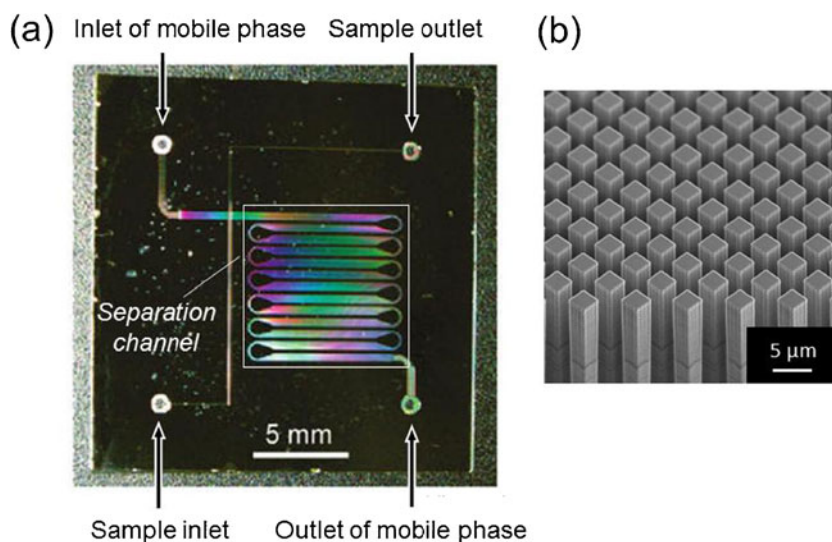 (a)
Inlet of mobile phase
Sample outlet
(b)
Separation
channel
5 mm
5 µm
Sample inlet
Outlet of mobile phase